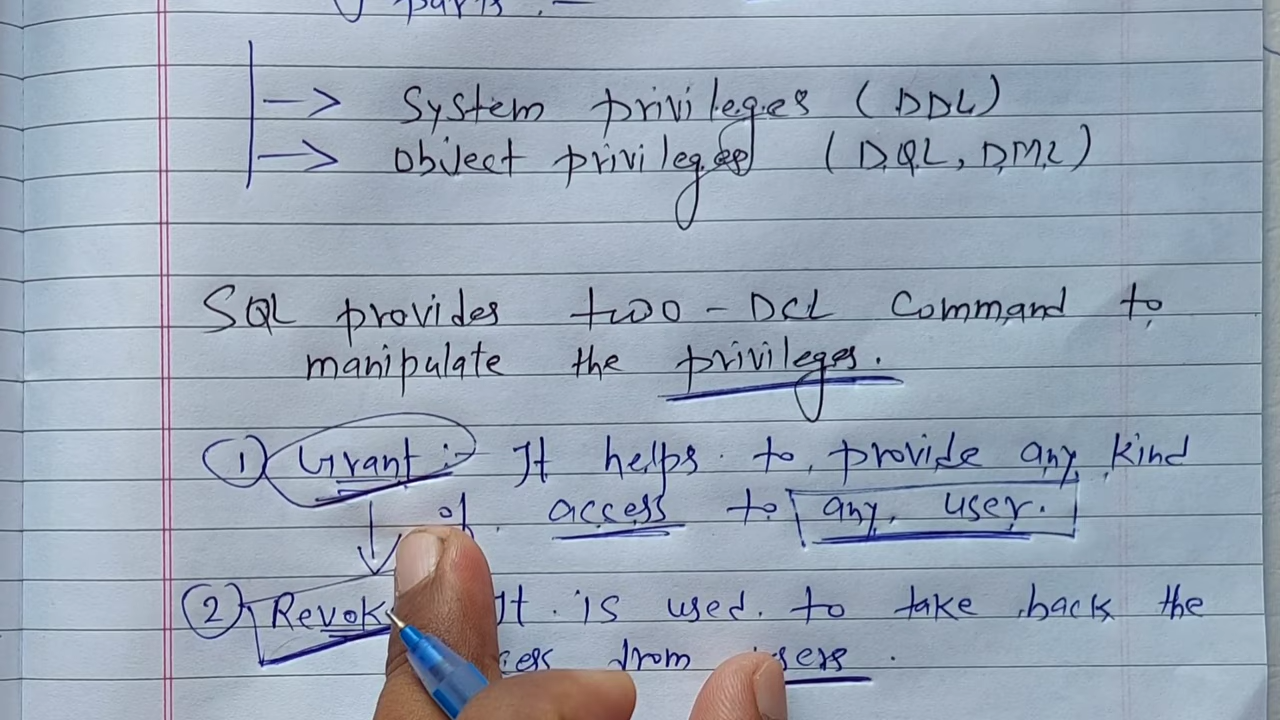 parts :-
--> System privileges (DDL)
--> object privileges (DQL, DML)
SQL provides two - DCL Command to
manipulate the privileges.
① Grant :- It helps to provide any kind
of access to any user.
② Revok It is used to take back the
from users.